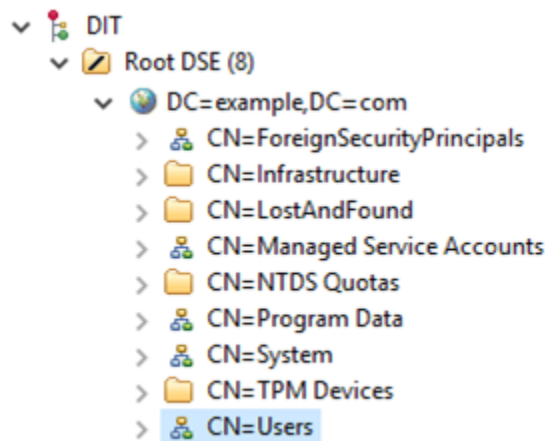 DIT
Root DSE (8)
DC=example,DC=com
CN=ForeignSecurityPrincipals
CN=Infrastructure
CN=LostAndFound
CN=Managed Service Accounts
CN=NTDS Quotas
CN=Program Data
CN=System
CN=TPM Devices
CN=Users